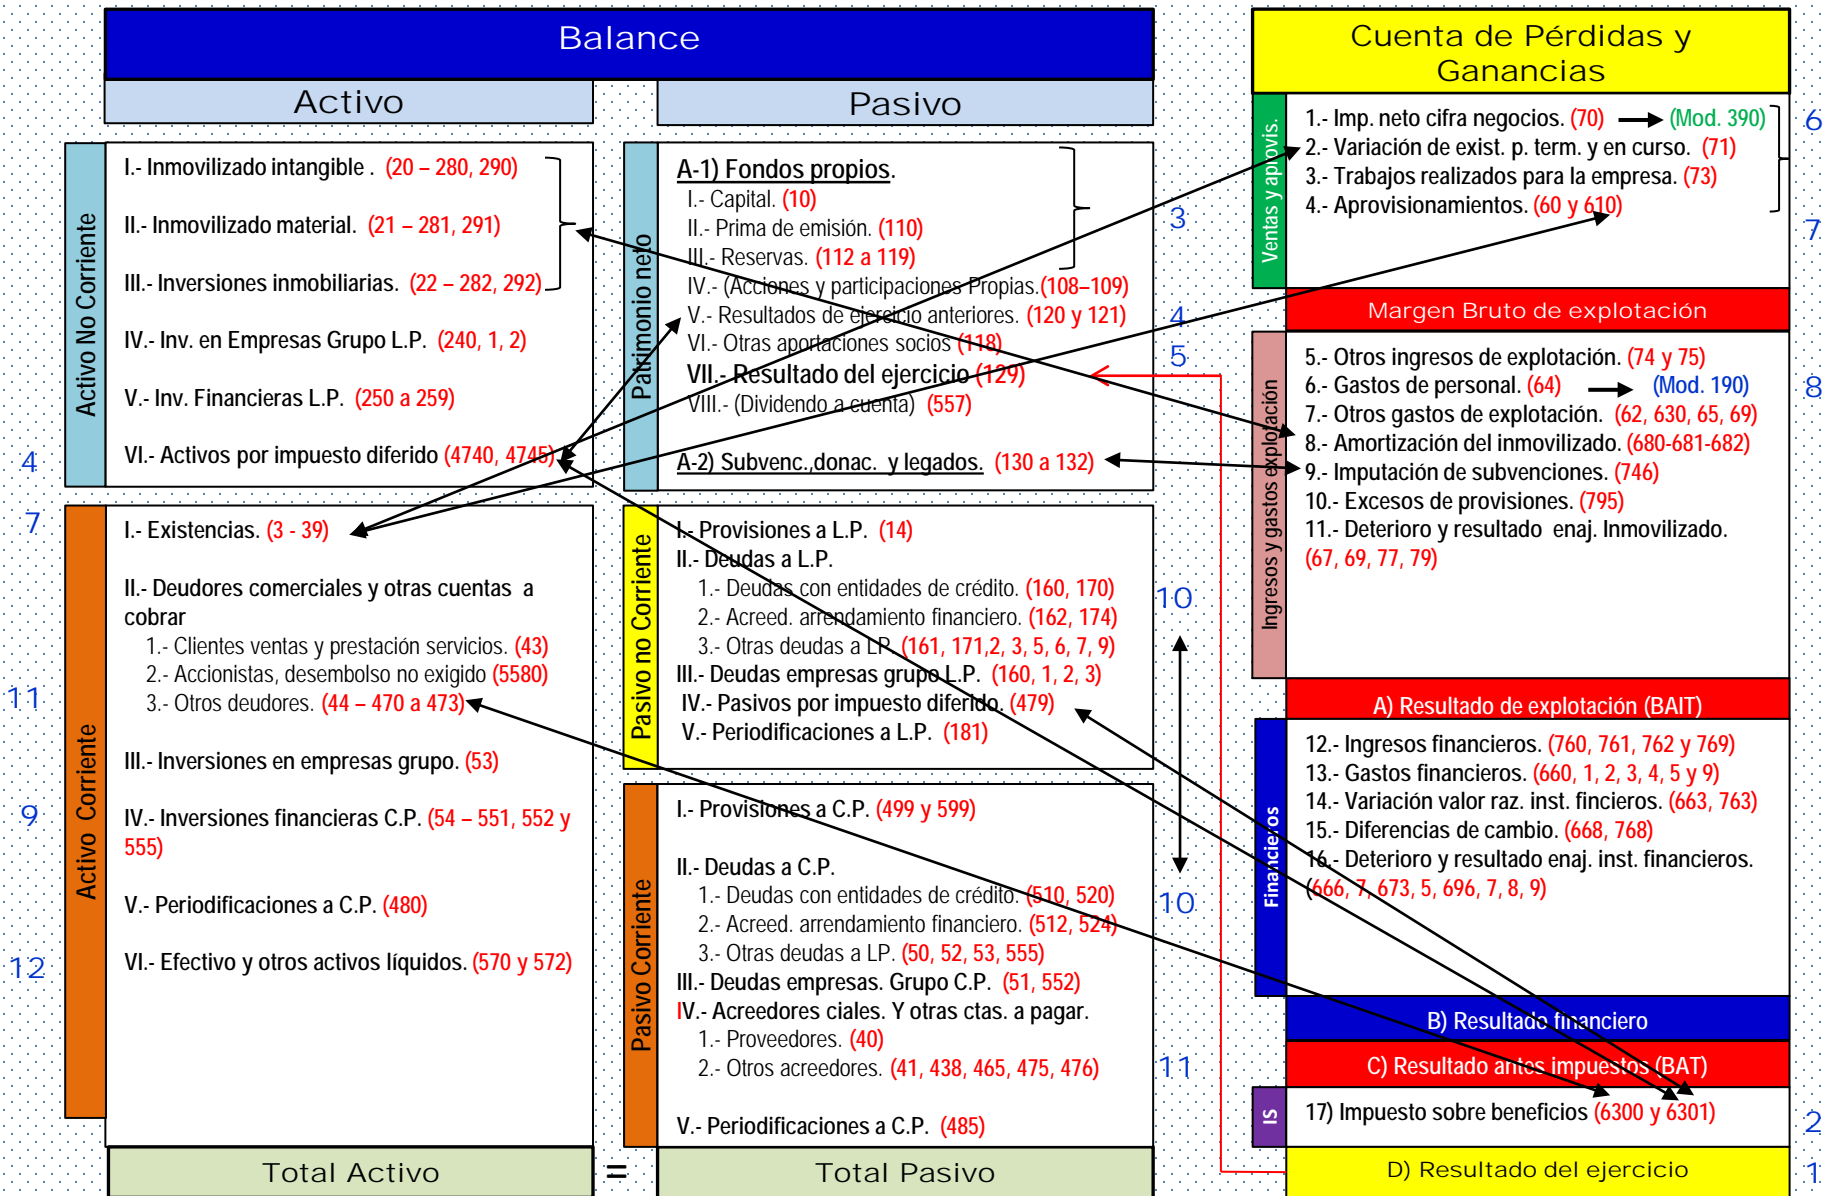 Balance
Activo
Pasivo
4
7
11
9
12
Activo No Corriente
I.- Inmovilizado intangible . (20 – 280, 290)
II.- Inmovilizado material. (21 – 281, 291)
III.- Inversiones inmobiliarias. (22 – 282, 292)
IV.- Inv. en Empresas Grupo L.P. (240, 1, 2)
V.- Inv. Financieras L.P. (250 a 259)
VI.- Activos por impuesto diferido (4740, 4745)
Activo Corriente
I.- Existencias. (3 - 39)
II.- Deudores comerciales y otras cuentas a
cobrar
1.- Clientes ventas y prestación servicios. (43)
2.- Accionistas, desembolso no exigido (5580)
3.- Otros deudores. (44 – 470 a 473)
III.- Inversiones en empresas grupo. (53)
IV.- Inversiones financieras C.P. (54 – 551, 552 y
555)
V.- Periodificaciones a C.P. (480)
VI.- Efectivo y otros activos líquidos. (570 y 572)
Total Activo
=
Patrimonio neto
A-1) Fondos propios.
I.- Capital. (10)
II.- Prima de emisión. (110)
III.- Reservas. (112 a 119)
IV.- (Acciones y participaciones Propias.(108–109)
V.- Resultados de ejercicio anteriores. (120 y 121)
VI.- Otras aportaciones socios (118)
VII.- Resultado del ejercicio (129)
VIII.- (Dividendo a cuenta) (557)
A-2) Subvenc.,donac. y legados. (130 a 132)
3
4
5
Pasivo no Corriente
I.- Provisiones a L.P. (14)
II.- Deudas a L.P.
1.- Deudas con entidades de crédito. (160, 170)
2.- Acreed. arrendamiento financiero. (162, 174)
3.- Otras deudas a LP. (161, 171,2, 3, 5, 6, 7, 9)
III.- Deudas empresas grupo L.P. (160, 1, 2, 3)
IV.- Pasivos por impuesto diferido. (479)
V.- Periodificaciones a L.P. (181)
10
Pasivo Corriente
I.- Provisiones a C.P. (499 y 599)
II.- Deudas a C.P.
1.- Deudas con entidades de crédito. (510, 520)
2.- Acreed. arrendamiento financiero. (512, 524)
3.- Otras deudas a LP. (50, 52, 53, 555)
III.- Deudas empresas. Grupo C.P. (51, 552)
IV.- Acreedores ciales. Y otras ctas. a pagar.
1.- Proveedores. (40)
2.- Otros acreedores. (41, 438, 465, 475, 476)
V.- Periodificaciones a C.P. (485)
10
11
Total Pasivo
Cuenta de Pérdidas y
Ganancias
Ventas y aprovis.
1.- Imp. neto cifra negocios. (70) (Mod. 390)
2.- Variación de exist. p. term. y en curso. (71)
3.- Trabajos realizados para la empresa. (73)
4.- Aprovisionamientos. (60 y 610)
6
7
Margen Bruto de explotación
Ingresos y gastos explotación
5.- Otros ingresos de explotación. (74 y 75)
6.- Gastos de personal. (64) (Mod. 190)
7.- Otros gastos de explotación. (62, 630, 65, 69)
8.- Amortización del inmovilizado. (680-681-682)
9.- Imputación de subvenciones. (746)
10.- Excesos de provisiones. (795)
11.- Deterioro y resultado enaj. Inmovilizado.
(67, 69, 77, 79)
8
A) Resultado de explotación (BAIT)
Financieros
12.- Ingresos financieros. (760, 761, 762 y 769)
13.- Gastos financieros. (660, 1, 2, 3, 4, 5 y 9)
14.- Variación valor raz. inst. fincieros. (663, 763)
15.- Diferencias de cambio. (668, 768)
16.- Deterioro y resultado enaj. inst. financieros.
(666, 7, 673, 5, 696, 7, 8, 9)
B) Resultado financiero
C) Resultado antes impuestos (BAT)
IS
17) Impuesto sobre beneficios (6300 y 6301)
2
D) Resultado del ejercicio
1